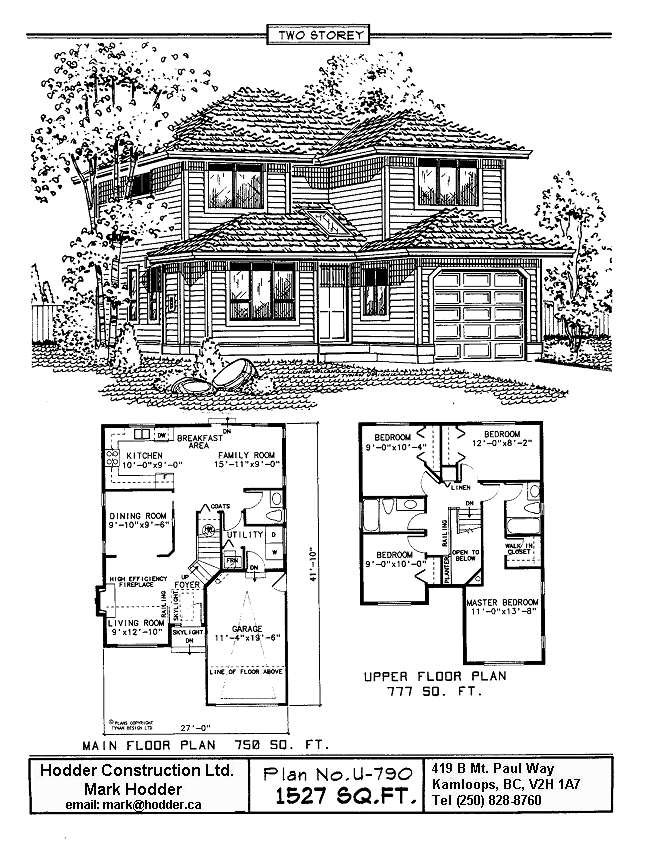 TWO STOREY
DN
BREAKFAST
AREA
DW
KITCHEN
10'-0"x9'-0"
FAMILY ROOM
15'-11"x9'-0"
F
COATS
DINING ROOM
9'-10"x9'-6"
UTILITY
D
W
FRN
DN
HIGH EFFICIENCY
FIREPLACE
UP
FOYER
RAILING
SKYLIGHT
LIVING ROOM
9'x12'-10"
SKYLIGHT
DN
GARAGE
11'-4"x19'-6"
LINE OF FLOOR ABOVE
41'-10"
© PLANS COPYRIGHT
TYNAN DESIGN LTD.
27'-0"
MAIN FLOOR PLAN 750 SQ. FT.
BEDROOM
9'-0"x10'-4"
BEDROOM
12'-0"x8'-2"
LINEN
DN
RAILING
PLANTER
OPEN TO
BELOW
WALK/IN
CLOSET
BEDROOM
9'-0"x10'-0"
MASTER BEDROOM
11'-0"x13'-8"
UPPER FLOOR PLAN
777 SQ. FT.
Hodder Construction Ltd.
Mark Hodder
email: mark@hodder.ca
Plan No. U-790
1527 SQ.FT.
419 B Mt. Paul Way
Kamloops, BC, V2H 1A7
Tel (250) 828-8760